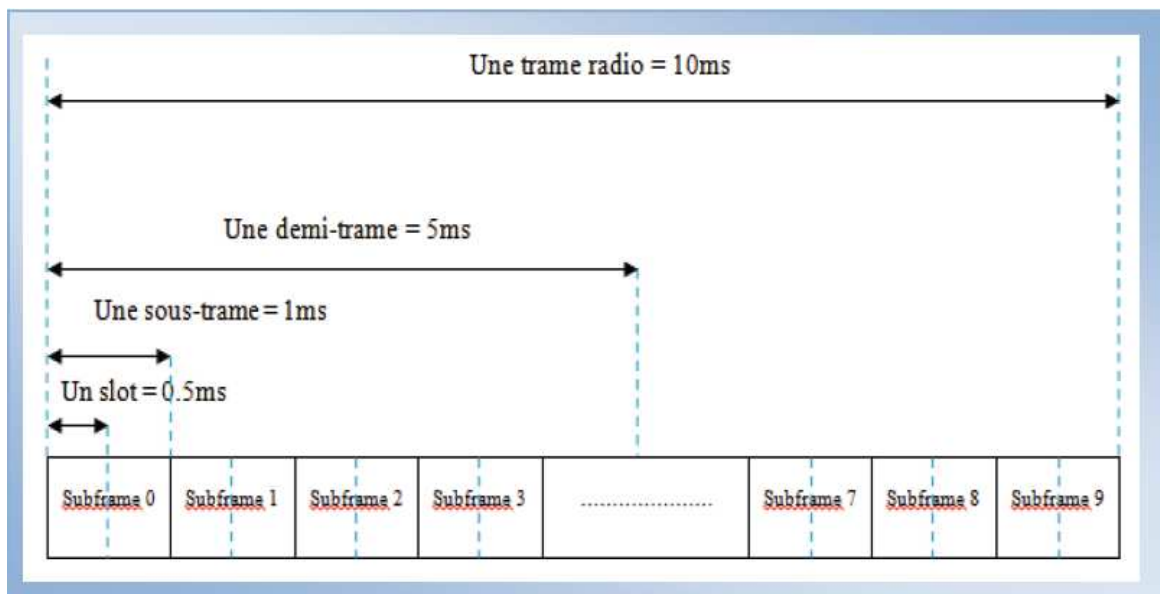 Une trame radio = 10ms
Une demi-trame = 5ms
Une sous-trame = 1ms
Un slot = 0.5ms
Subframe 0 Subframe 1 Subframe 2 Subframe 3 ...................... Subframe 7 Subframe 8 Subframe 9